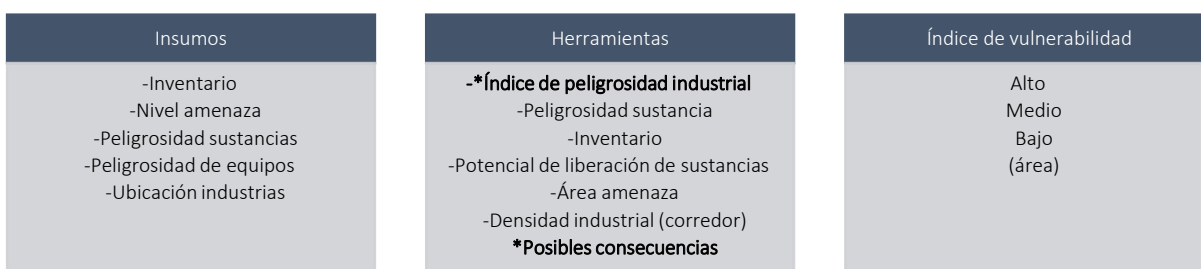 Insumos
-Inventario
-Nivel amenaza
-Peligrosidad sustancias
-Peligrosidad de equipos
-Ubicación industrias
Herramientas
-*Índice de peligrosidad industrial
-Peligrosidad sustancia
-Inventario
-Potencial de liberación de sustancias
-Área amenaza
-Densidad industrial (corredor)
*Posibles consecuencias
Índice de vulnerabilidad
Alto
Medio
Bajo
(área)